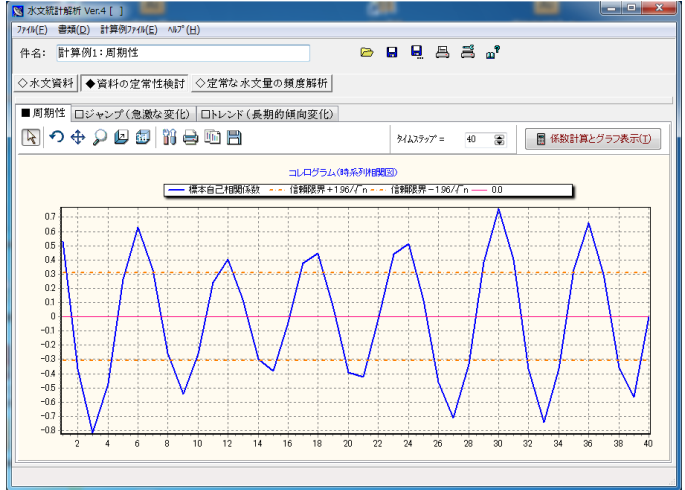 水文統計解析 Ver.4 [ ]
ファイル(E) 書類(D) 計算例ファイル(E) ヘルプ(H)
件名: 計算例1:周期性
◇水文資料 ◆資料の定常性検討 ◇定常な水文量の頻度解析
■周期性 □ジャンプ(急激な変化) □トレンド(長期的傾向変化)
タイムステップ= 40 係数計算とグラフ表示(T)
コレログラム(時系列相関図)
標本自己相関係数 信頼限界+1.96/√n 信頼限界-1.96/√n 0.0
0.7
0.6
0.5
0.4
0.3
0.2
0.1
0
-0.1
-0.2
-0.3
-0.4
-0.5
-0.6
-0.7
-0.8
2 4 6 8 10 12 14 16 18 20 22 24 26 28 30 32 34 36 38 40